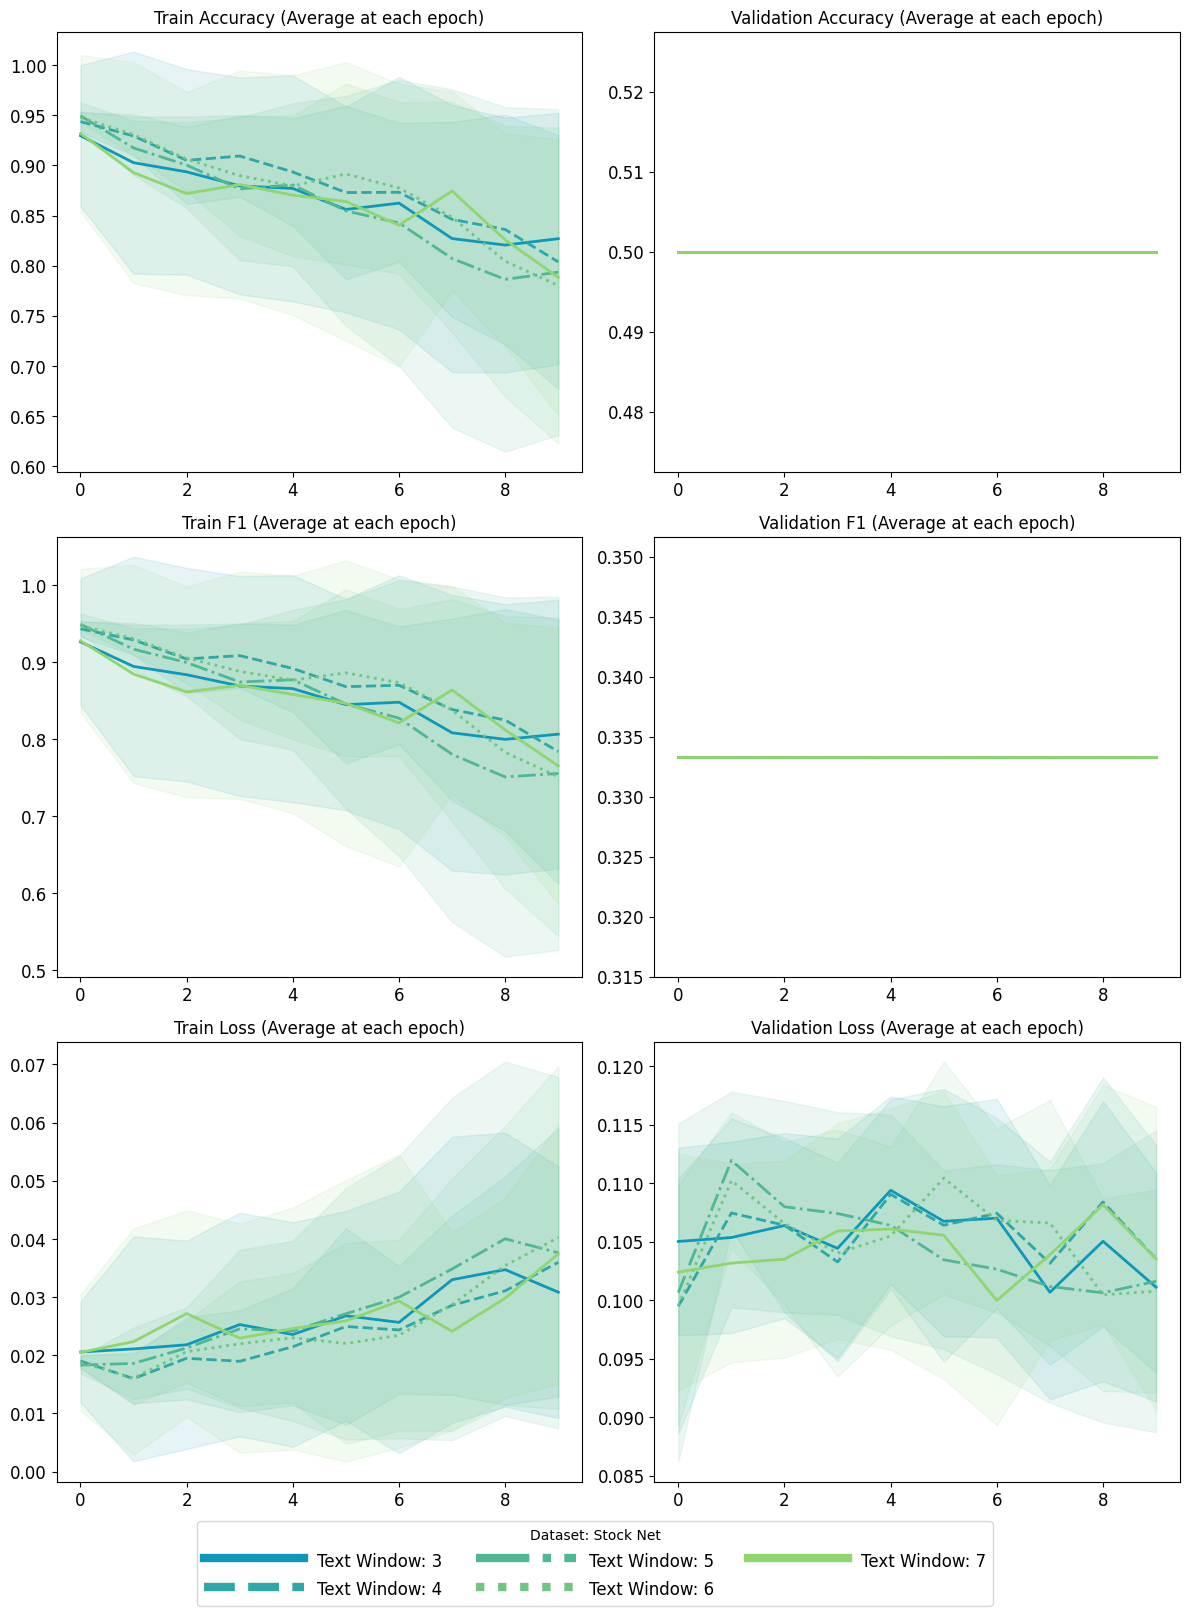 Train Accuracy (Average at each epoch)
1.00
0.95
0.90
0.85
0.80
0.75
0.70
0.65
0.60
0 2 4 6 8
Validation Accuracy (Average at each epoch)
0.52
0.51
0.50
0.49
0.48
0 2 4 6 8
Train F1 (Average at each epoch)
1.0
0.9
0.8
0.7
0.6
0.5
0 2 4 6 8
Validation F1 (Average at each epoch)
0.350
0.345
0.340
0.335
0.330
0.325
0.320
0.315
0 2 4 6 8
Train Loss (Average at each epoch)
0.07
0.06
0.05
0.04
0.03
0.02
0.01
0.00
0 2 4 6 8
Validation Loss (Average at each epoch)
0.120
0.115
0.110
0.105
0.100
0.095
0.090
0.085
0 2 4 6 8
Dataset: Stock Net
Text Window: 3
Text Window: 4
Text Window: 5
Text Window: 6
Text Window: 7